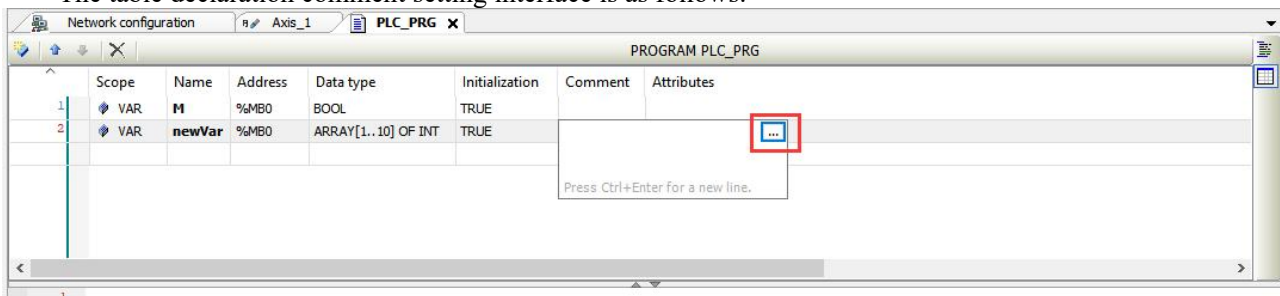 The table declaration comment setting interface is as follows:
Network configuration Axis_1 PLC_PRG
PROGRAM PLC_PRG
Scope Name Address Data type Initialization Comment Attributes
1 VAR M %MB0 BOOL TRUE
2 VAR newVar %MB0 ARRAY[1..10] OF INT TRUE ...
Press Ctrl+Enter for a new line.
1